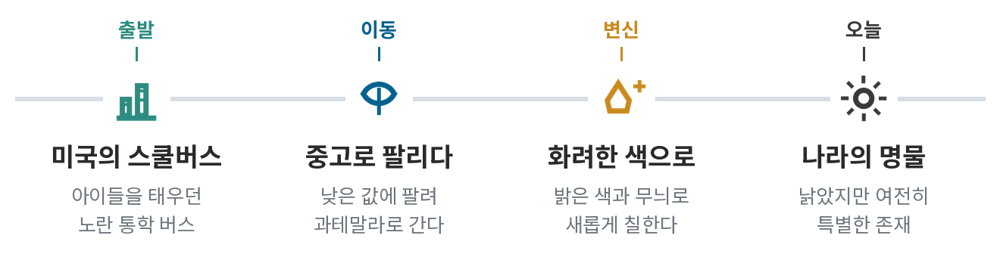 출발
미국의 스쿨버스
아이들을 태우던
노란 통학 버스
이동
중고로 팔리다
낮은 값에 팔려
과테말라로 간다
변신
화려한 색으로
밝은 색과 무늬로
새롭게 칠한다
오늘
나라의 명물
낡았지만 여전히
특별한 존재